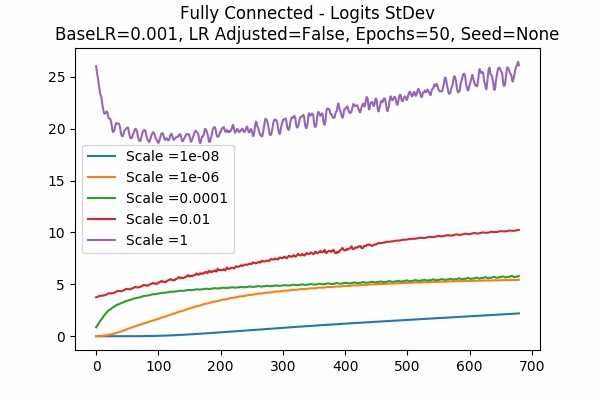 Fully Connected - Logits StDev
BaseLR=0.001, LR Adjusted=False, Epochs=50, Seed=None
25
20
15
10
5
0
Scale =1e-08
Scale =1e-06
Scale =0.0001
Scale =0.01
Scale =1
0 100 200 300 400 500 600 700